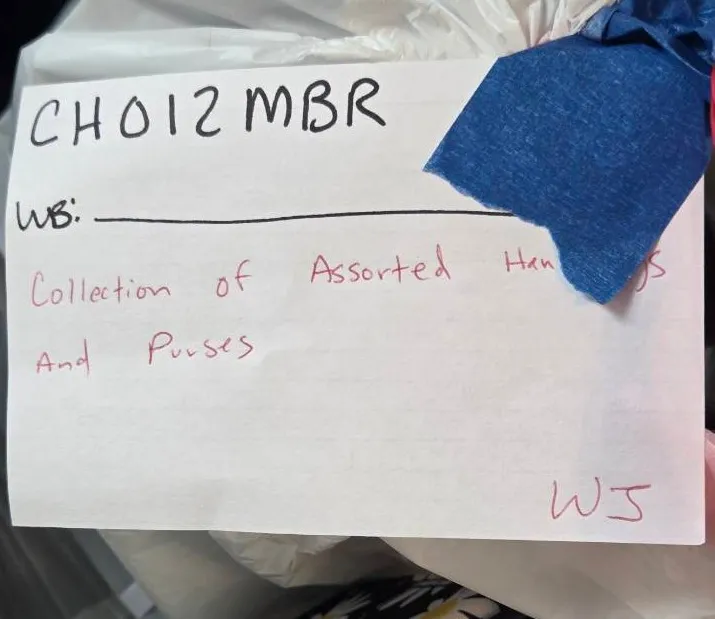 CH012MBR
WB:
Collection of Assorted
And Purses
WJ